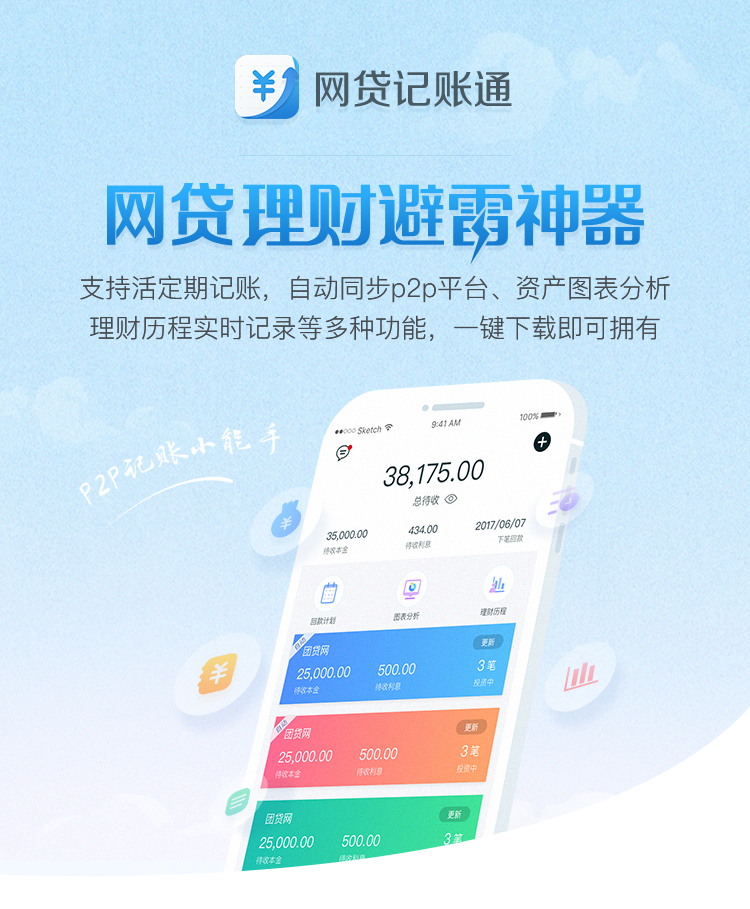 网贷记账通
网贷理财避雷神器
支持活定期记账，自动同步p2p平台、资产图表分析
理财历程实时记录等多种功能，一键下载即可拥有
P2P记账小能手
Sketch 9:41 AM 100%
38,175.00
总待收
35,000.00 434.00 2017/06/07
待收本金 待收利息 下笔回款
回款计划 图表分析 理财历程
自动 团贷网 更新
25,000.00 500.00 3笔
待收本金 待收利息 投资中
自动 团贷网 更新
25,000.00 500.00 3笔
待收本金 待收利息 投资中
团贷网 更新
25,000.00 500.00 3笔
待收本金 待收利息